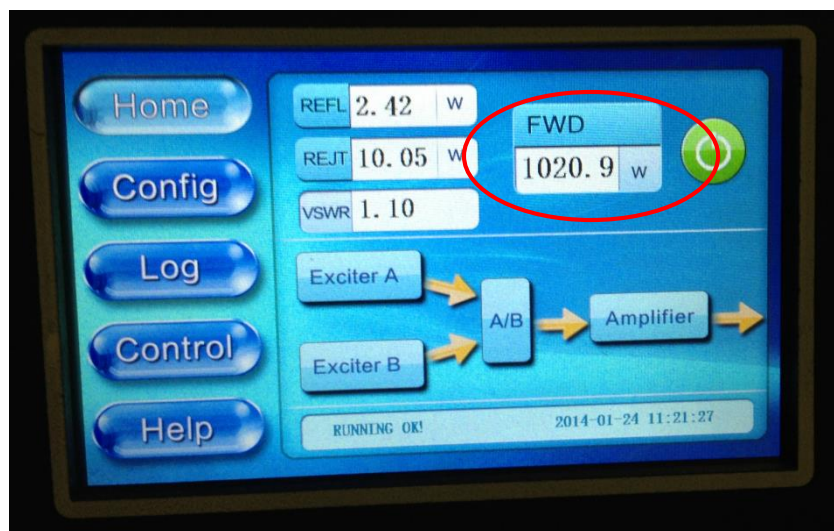 Home
Config
Log
Control
Help
REFL 2.42 W
REJT 10.05 W
VSWR 1.10
FWD
1020.9 W
Exciter A
Exciter B
A/B
Amplifier
RUNNING OK! 2014-01-24 11:21:27